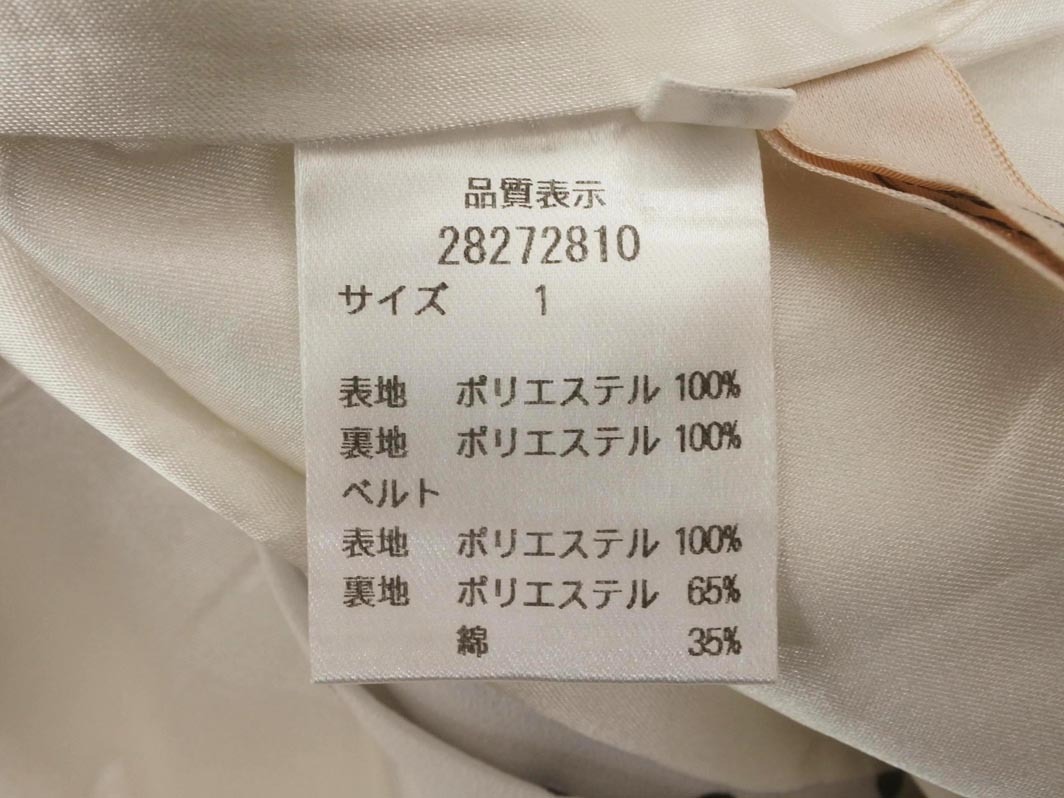 品質表示
28272810
サイズ 1
表地 ポリエステル 100%
裏地 ポリエステル 100%
ベルト
表地 ポリエステル 100%
裏地 ポリエステル 65%
綿 35%